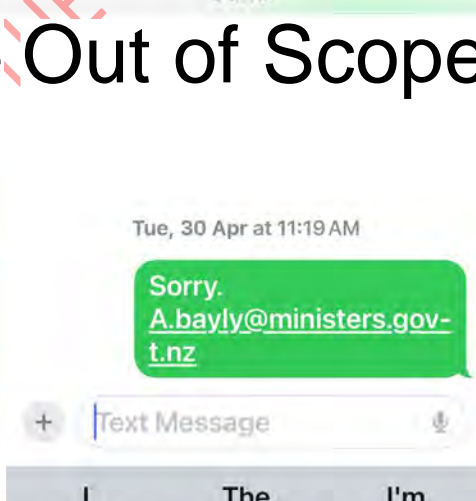 Out of Scope
Tue, 30 Apr at 11:19 AM
Sorry.
A.bayly@ministers.gov-
t.nz
+ Text Message
I The I'm